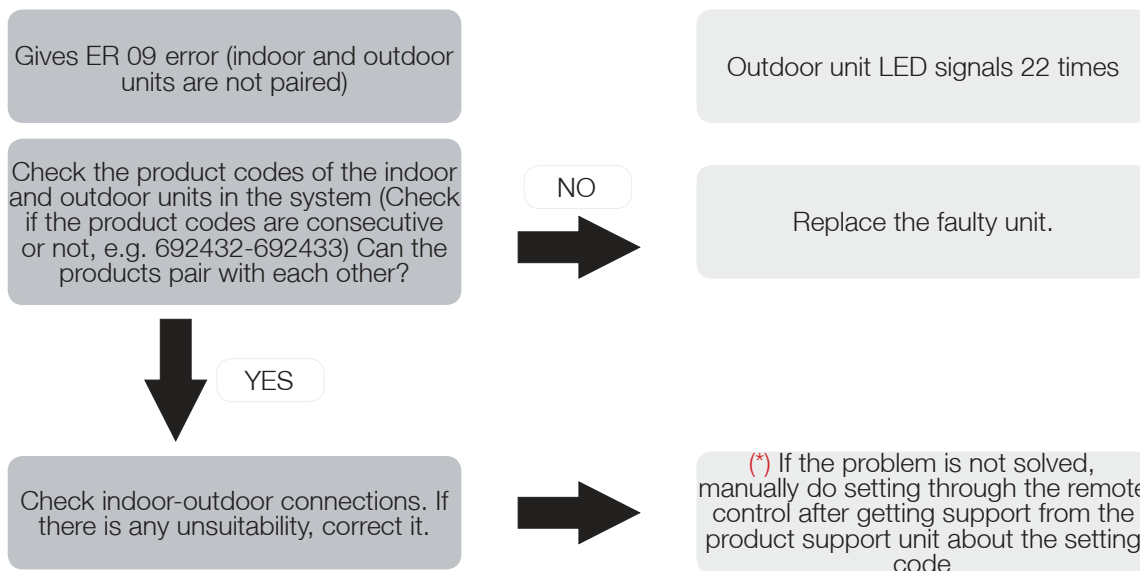 Gives ER 09 error (indoor and outdoor
units are not paired)
Outdoor unit LED signals 22 times
Check the product codes of the indoor
and outdoor units in the system (Check
if the product codes are consecutive
or not, e.g. 692432-692433) Can the
products pair with each other?
NO
Replace the faulty unit.
YES
Check indoor-outdoor connections. If
there is any unsuitability, correct it.
(*) If the problem is not solved,
manually do setting through the remote
control after getting support from the
product support unit about the setting
code